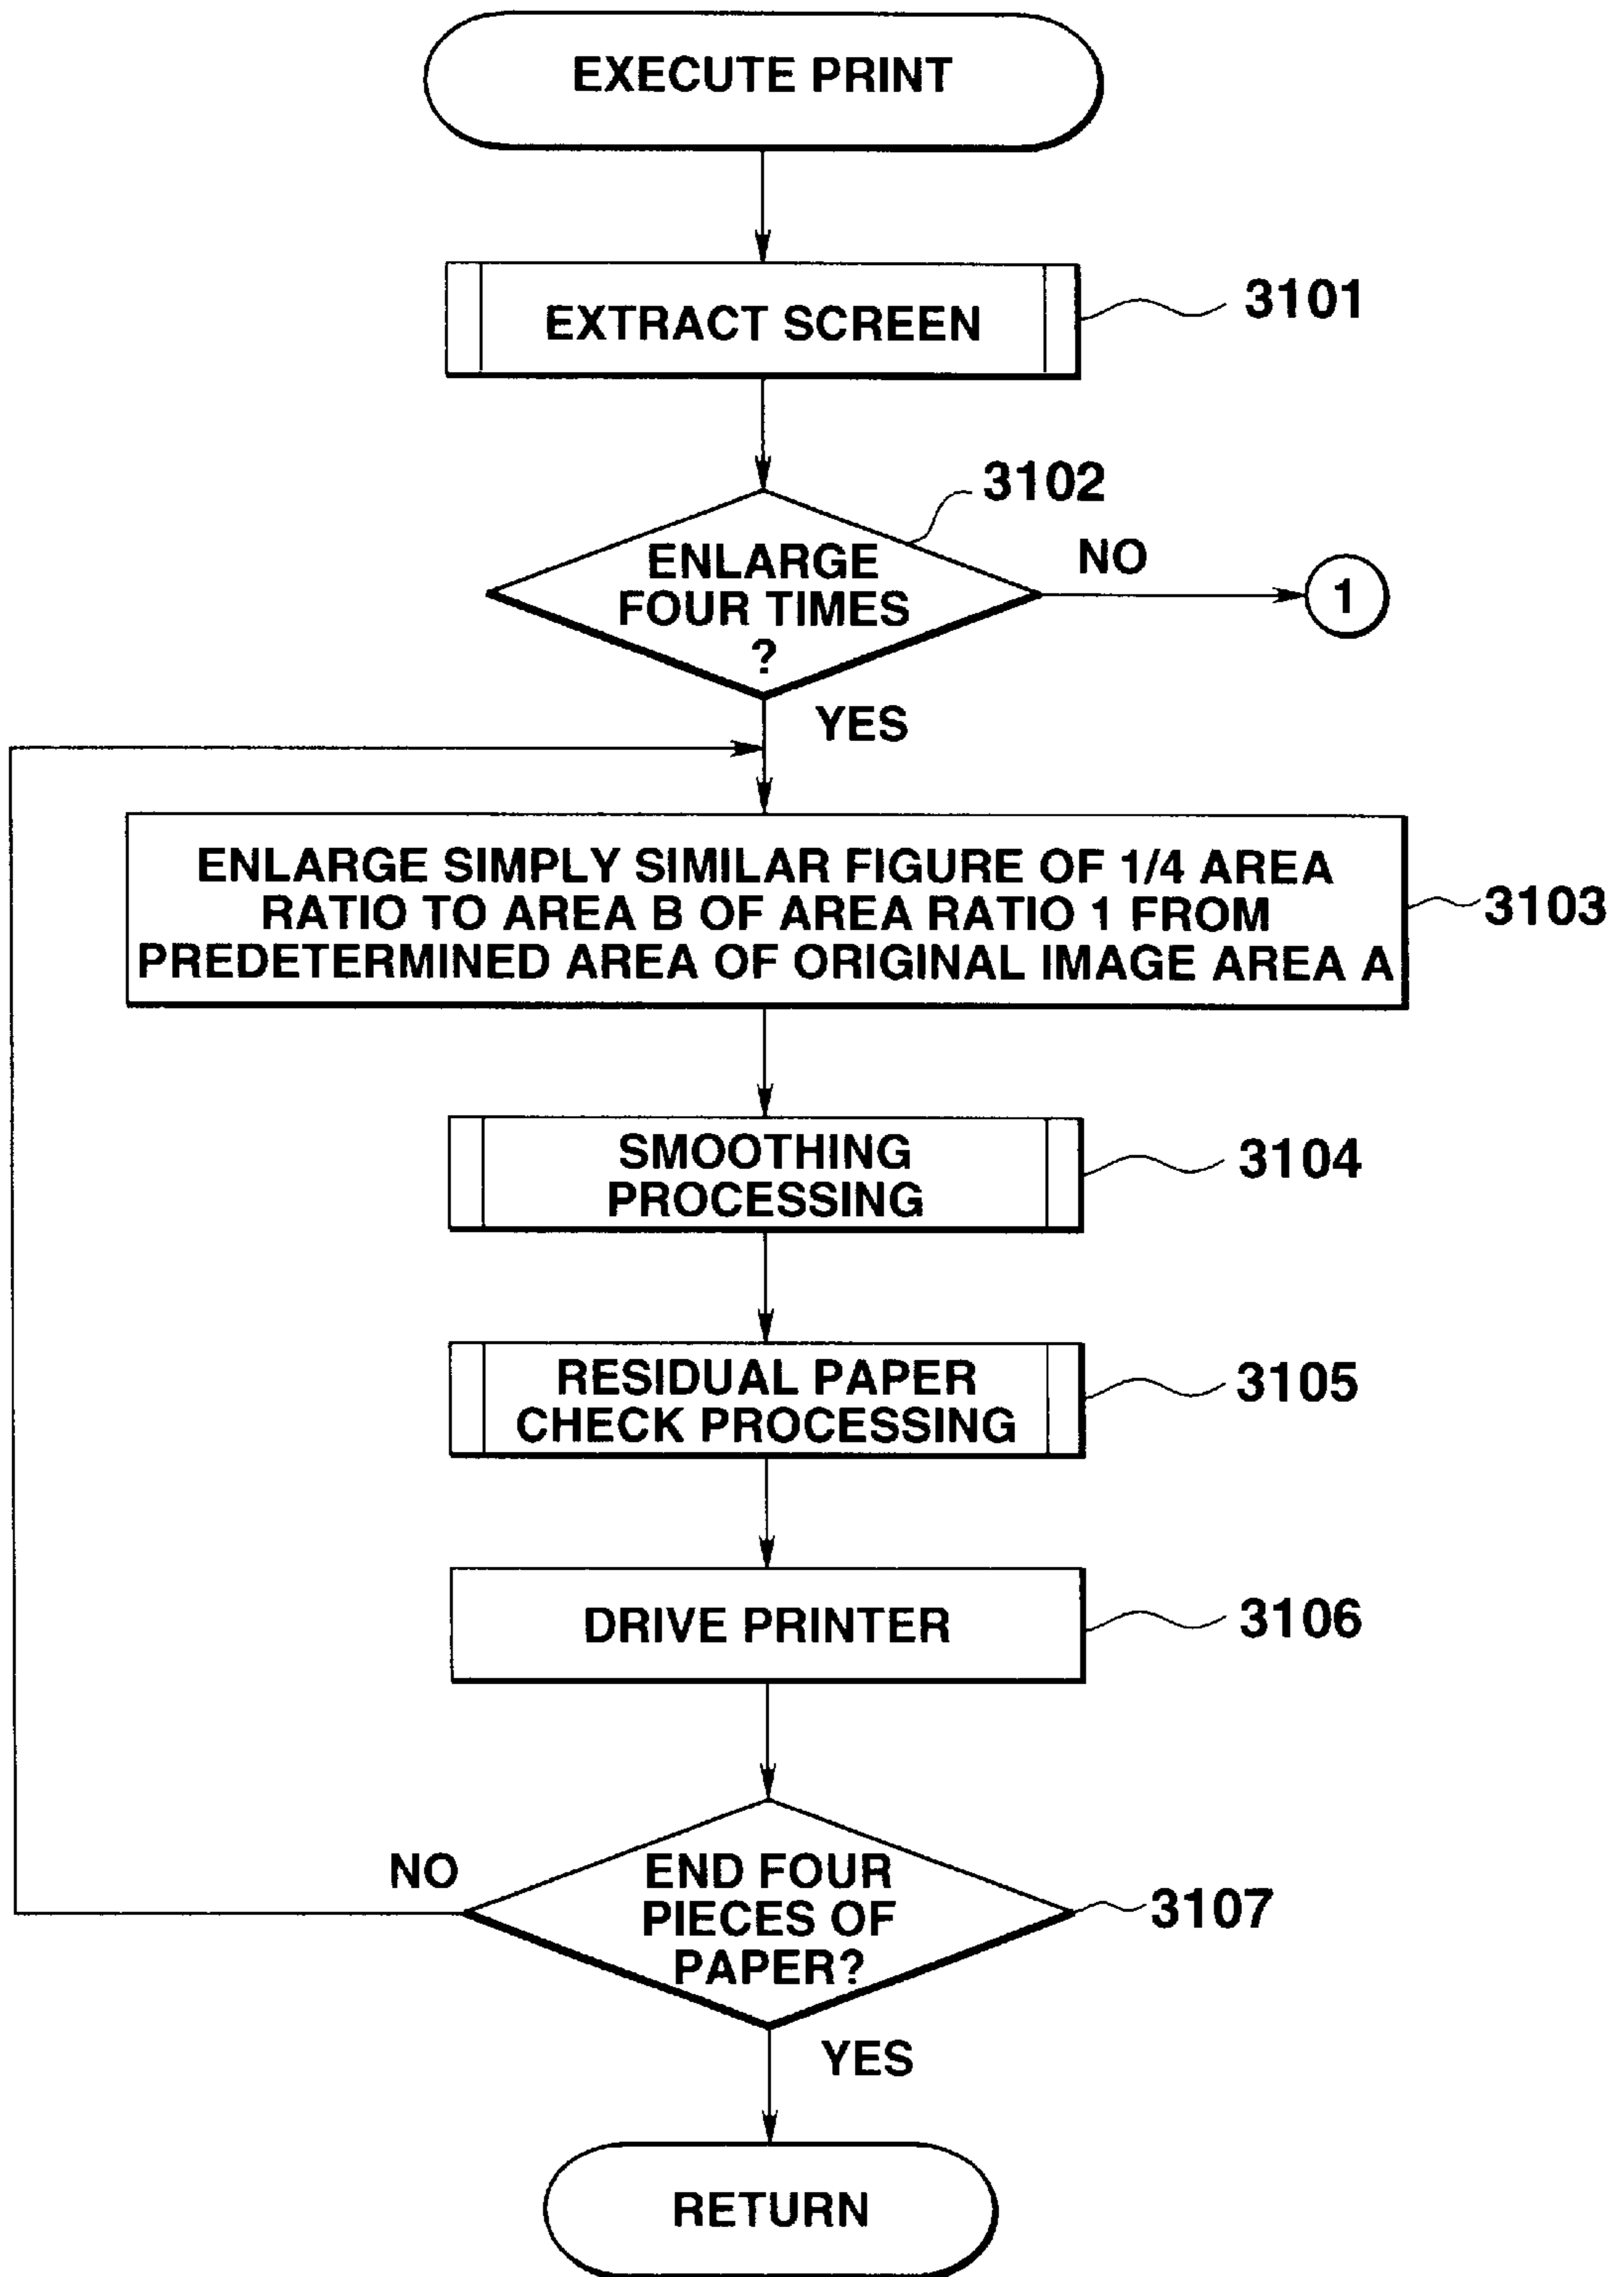 EXECUTE PRINT
EXTRACT SCREEN
3101
3102
ENLARGE
FOUR TIMES
?
NO
1
YES
ENLARGE SIMPLY SIMILAR FIGURE OF 1/4 AREA
RATIO TO AREA B OF AREA RATIO 1 FROM
PREDETERMINED AREA OF ORIGINAL IMAGE AREA A
3103
SMOOTHING
PROCESSING
3104
RESIDUAL PAPER
CHECK PROCESSING
3105
DRIVE PRINTER
3106
NO
END FOUR
PIECES OF
PAPER?
3107
YES
RETURN